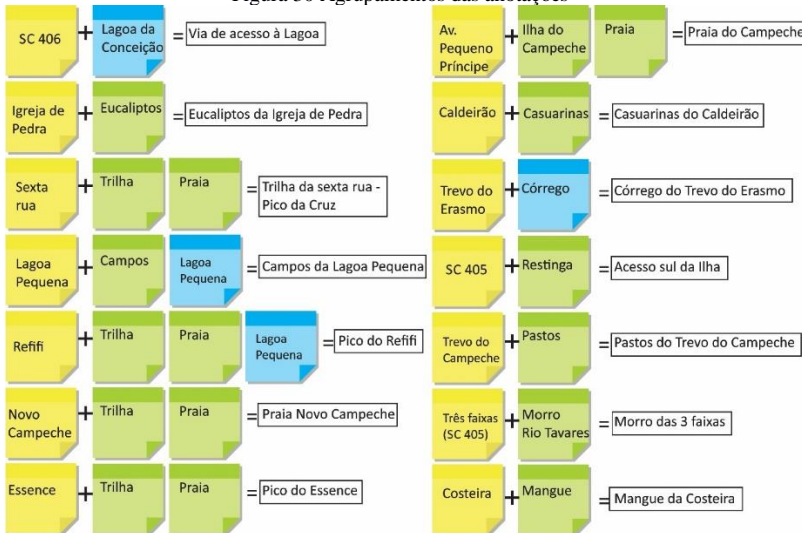 Figura 30 Agrupamentos das anotações
SC 406 + Lagoa da Conceição = Via de acesso à Lagoa
Igreja de Pedra + Eucaliptos = Eucaliptos da Igreja de Pedra
Sexta rua + Trilha Praia = Trilha da sexta rua - Pico da Cruz
Lagoa Pequena + Campos Lagoa Pequena = Campos da Lagoa Pequena
Refifi + Trilha Praia Lagoa Pequena = Pico do Refifi
Novo Campeche + Trilha Praia = Praia Novo Campeche
Essence + Trilha Praia = Pico do Essence
Av. Pequeno Príncipe + Ilha do Campeche Praia = Praia do Campeche
Caldeirão + Casuarinas = Casuarinas do Caldeirão
Trevo do Erasmo + Córrego = Córrego do Trevo do Erasmo
SC 405 + Restinga = Acesso sul da Ilha
Trevo do Campeche + Pastos = Pastos do Trevo do Campeche
Três faixas (SC 405) + Morro Rio Tavares = Morro das 3 faixas
Costeira + Mangue = Mangue da Costeira